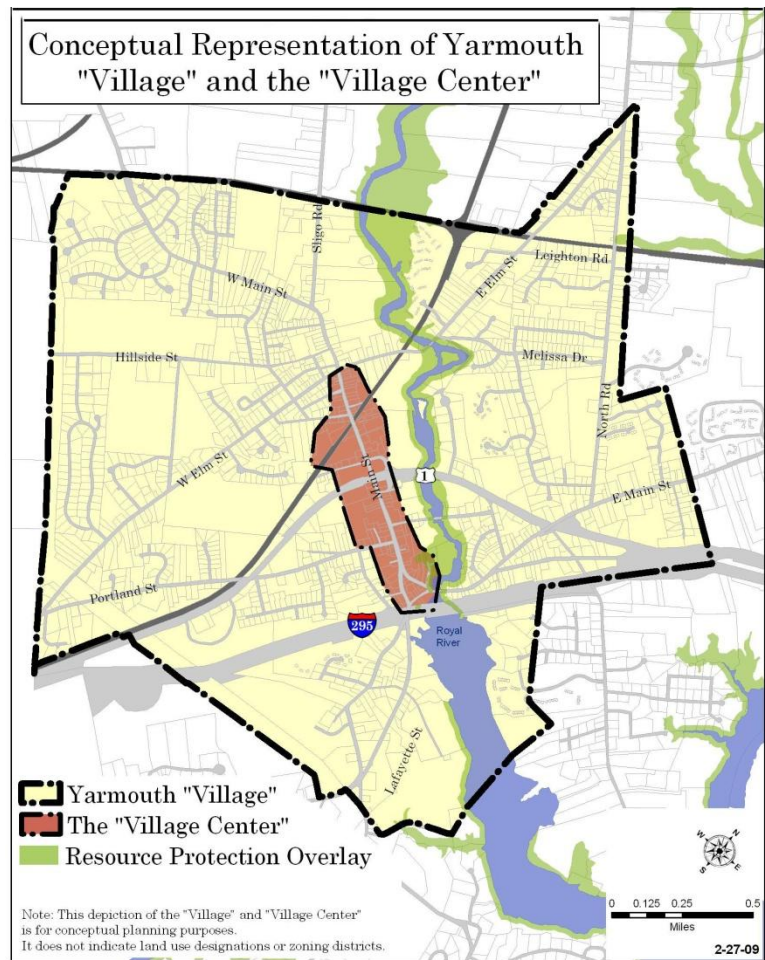 Conceptual Representation of Yarmouth
"Village" and the "Village Center"
Sligo Rd
Leighton Rd
E Elm St
W Main St
Hillside St
Melissa Dr
North Rd
W Elm St
Main St
1
E Main St
Portland St
295
Royal
River
Lafayette St
Yarmouth "Village"
The "Village Center"
Resource Protection Overlay
N
W
E
S
Note: This depiction of the "Village" and "Village Center"
is for conceptual planning purposes.
It does not indicate land use designations or zoning districts.
0 0.125 0.25 0.5
Miles
2-27-09